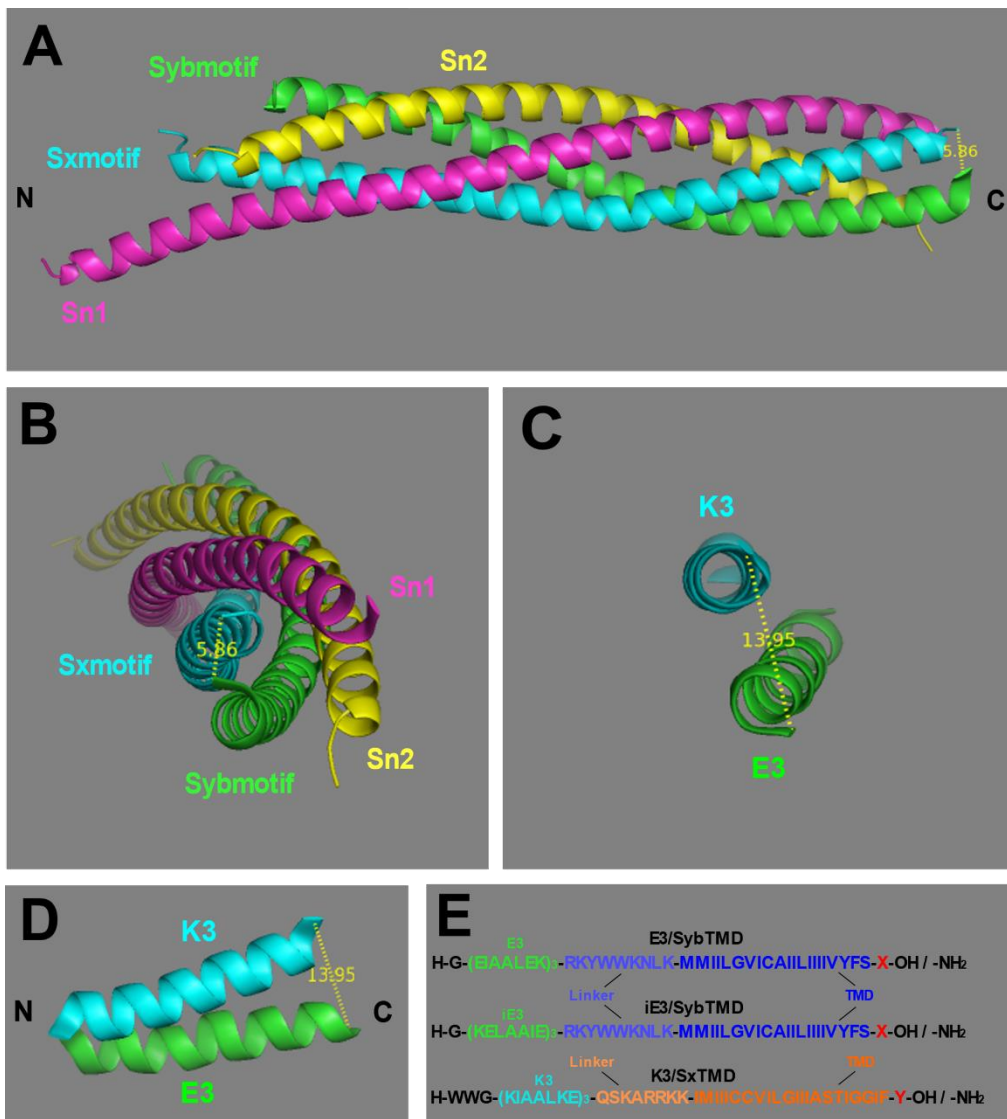 A
Sybmotif
Sn2
Sxmotif
5.86
N
C
Sn1
B
Sn1
5.86
Sxmotif
Sn2
Sybmotif
C
K3
13.95
E3
D
K3
13.95
N
C
E3
E
E3 E3/SybTMD
H-G-(EIAALEK)3-RKYWWKNLK-MMIILGVICAIILIIIIVYFS-X-OH / -NH2
Linker TMD
iE3 iE3/SybTMD
H-G-(KELAAIE)3-RKYWWKNLK-MMIILGVICAIILIIIIVYFS-X-OH / -NH2
Linker TMD
K3 K3/SxTMD
H-WWG-(KIAALKE)3-QSKARRKK-IMIIICCVILGIIIASTIGGIF-Y-OH / -NH2